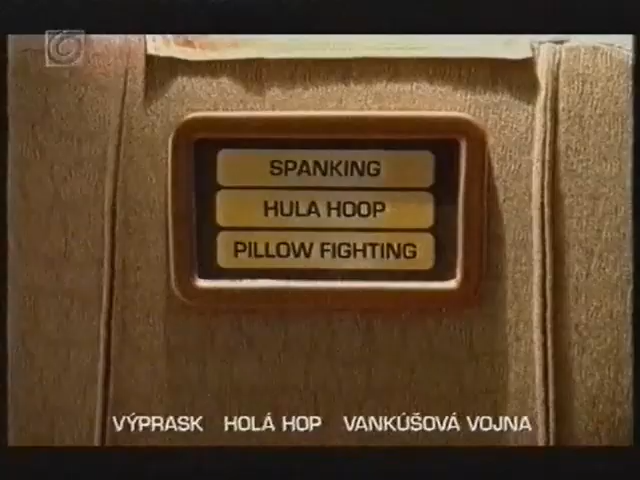 SPANKING
HULA HOOP
PILLOW FIGHTING
VÝPRASK HOLÁ HOP VANKÚŠOVÁ VOJNA